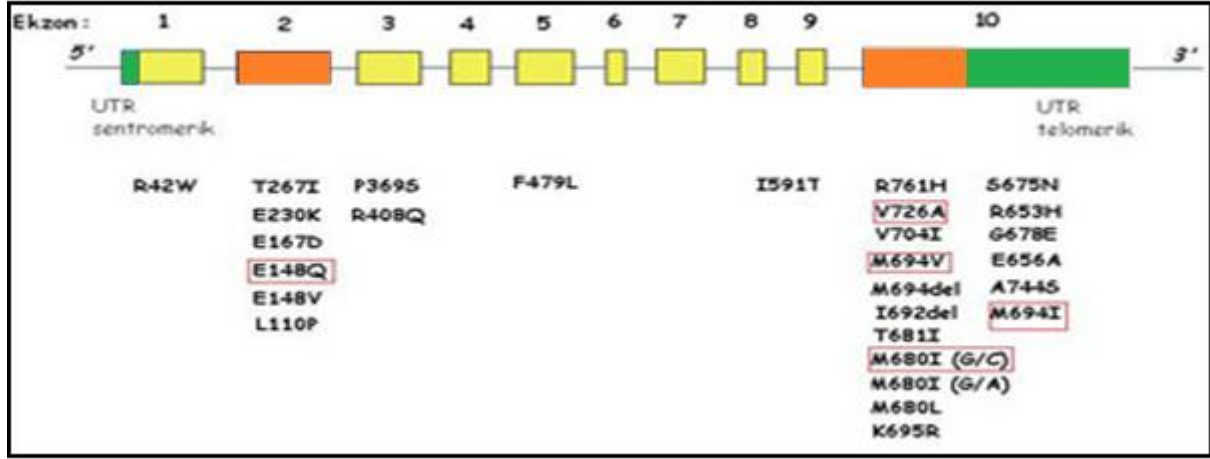 Ekzon : 1 2 3 4 5 6 7 8 9 10
5' 3'
UTR
sentromerik
UTR
telomerik
R42W T267I P369S F479L I591T R761H S675N
E230K R408Q V726A R653H
E167D V704I G678E
E148Q M694V E656A
E148V M694del A744S
L110P I692del M694I
T681I
M680I (G/C)
M680I (G/A)
M680L
K695R